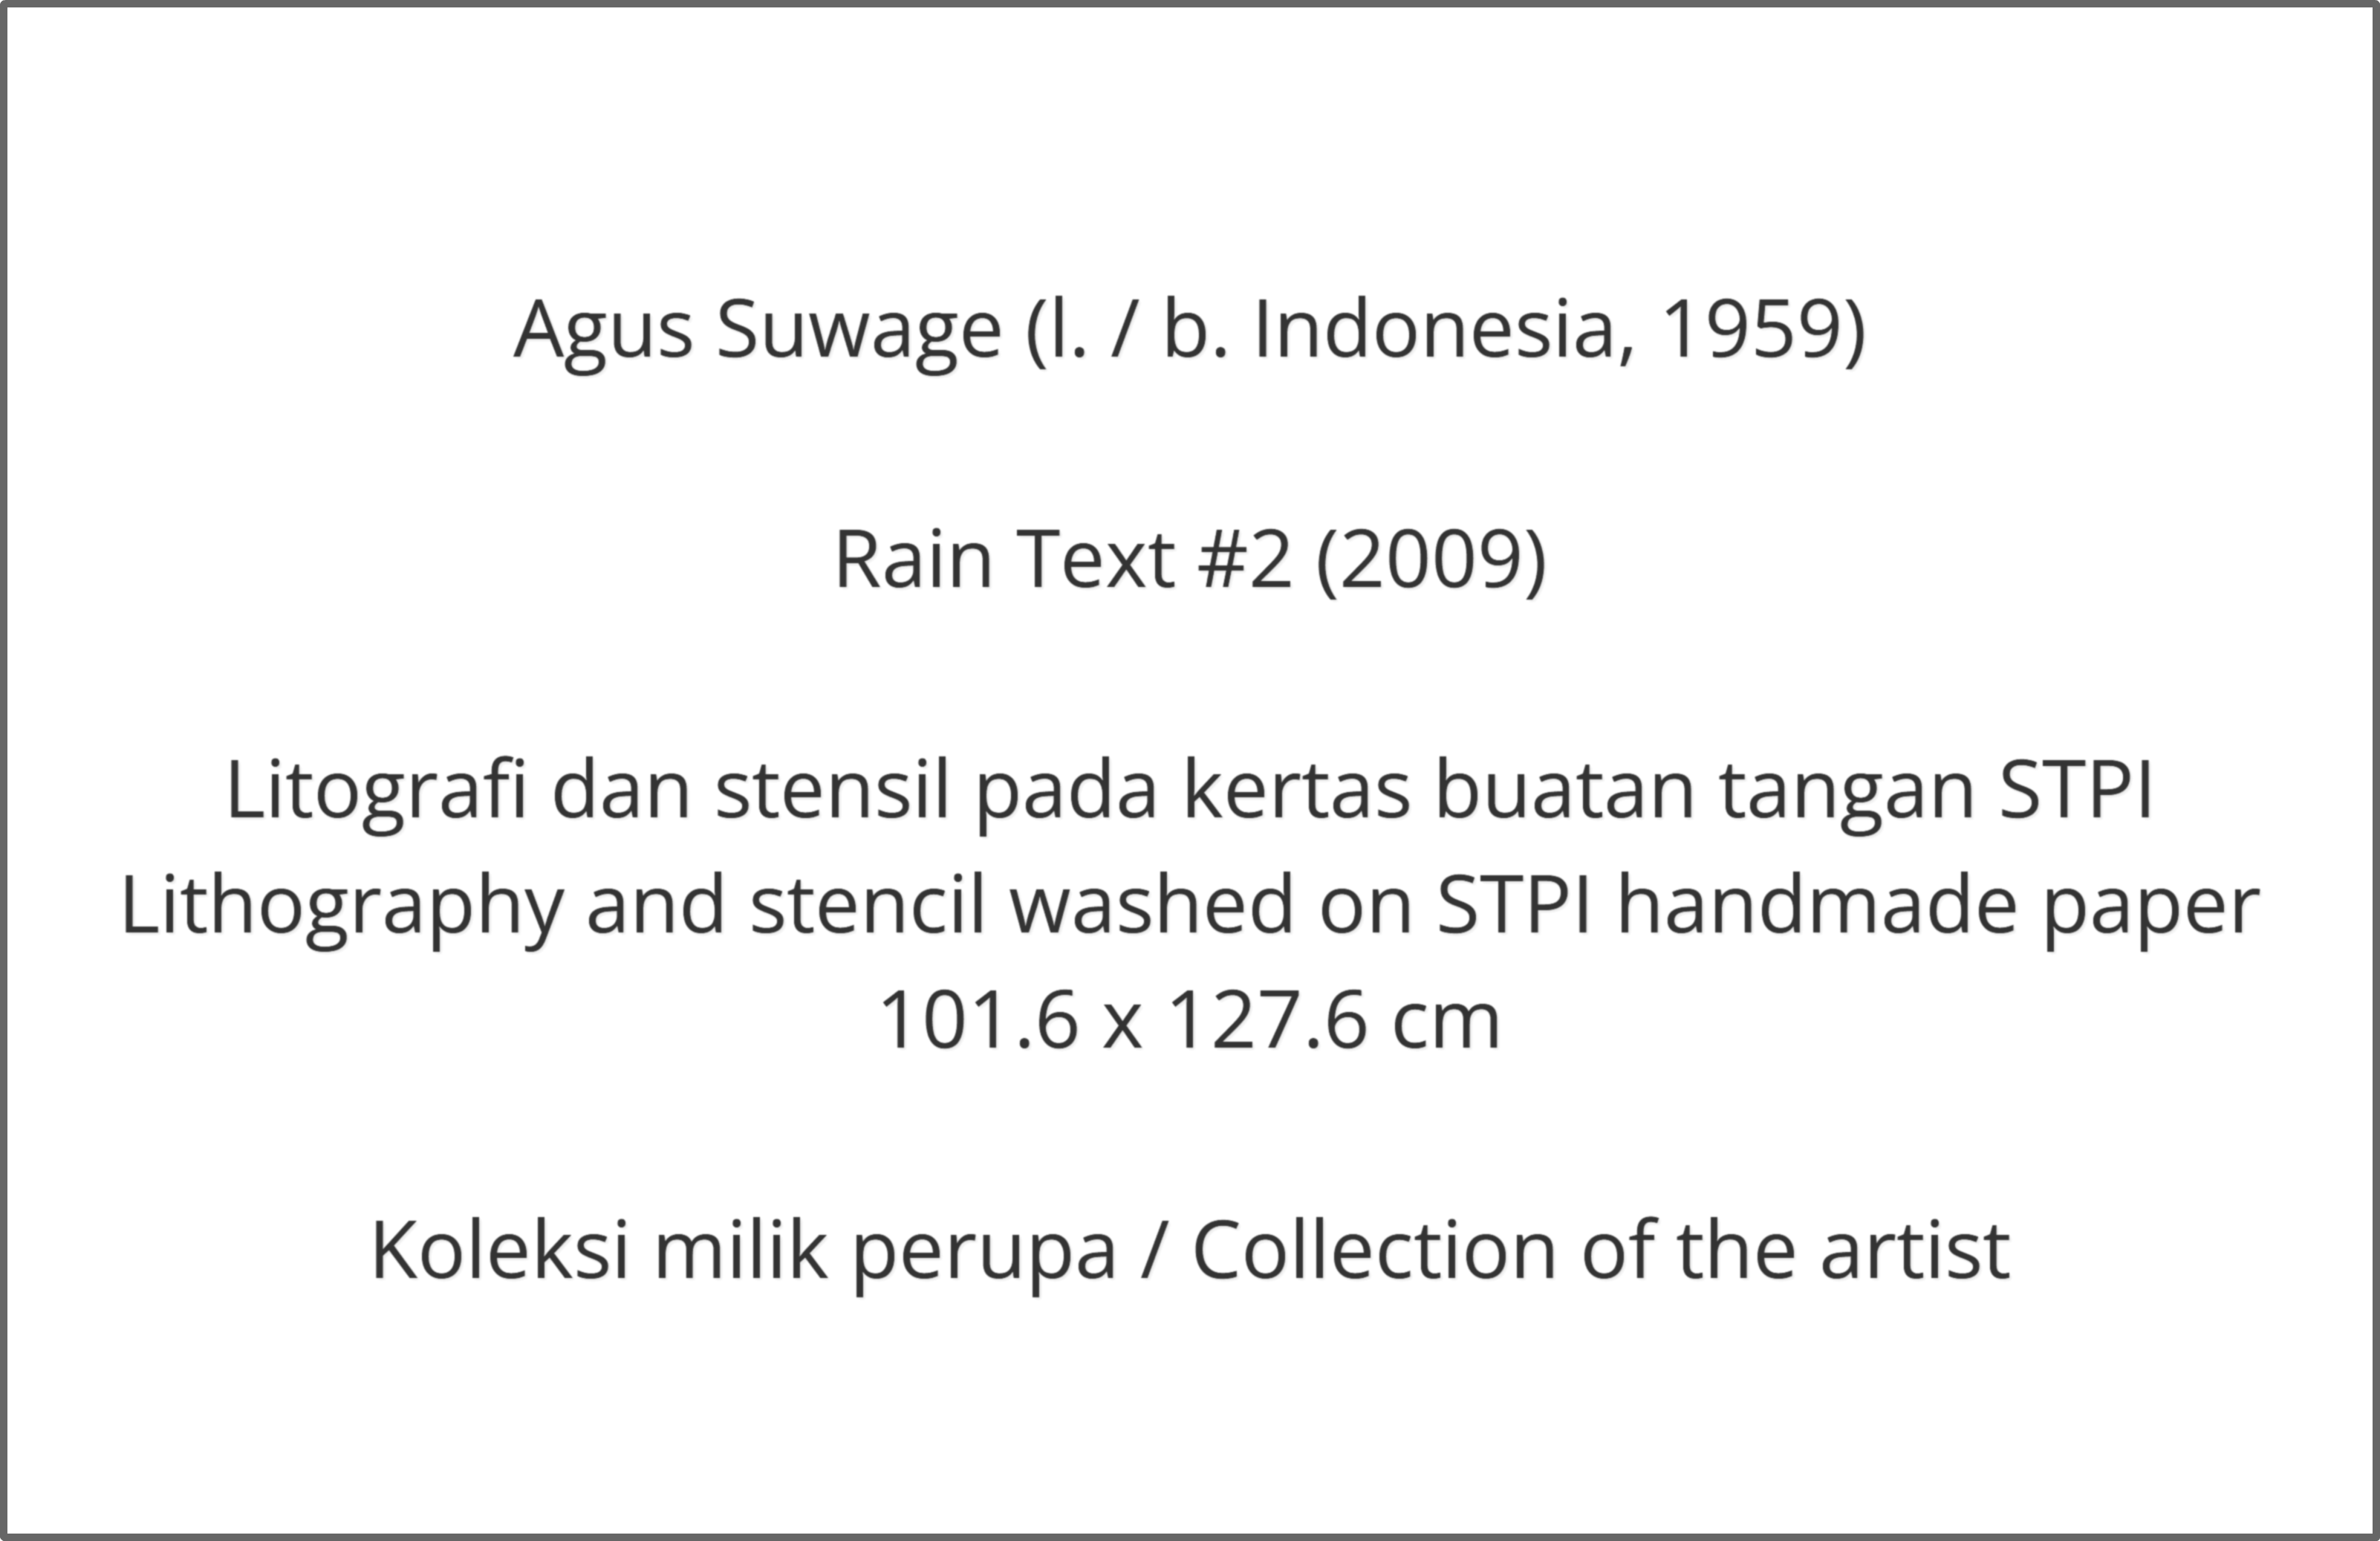 Agus Suwage (l. / b. Indonesia, 1959)
Rain Text #2 (2009)
Litografi dan stensil pada kertas buatan tangan STPI
Lithography and stencil washed on STPI handmade paper
101.6 x 127.6 cm
Koleksi milik perupa / Collection of the artist